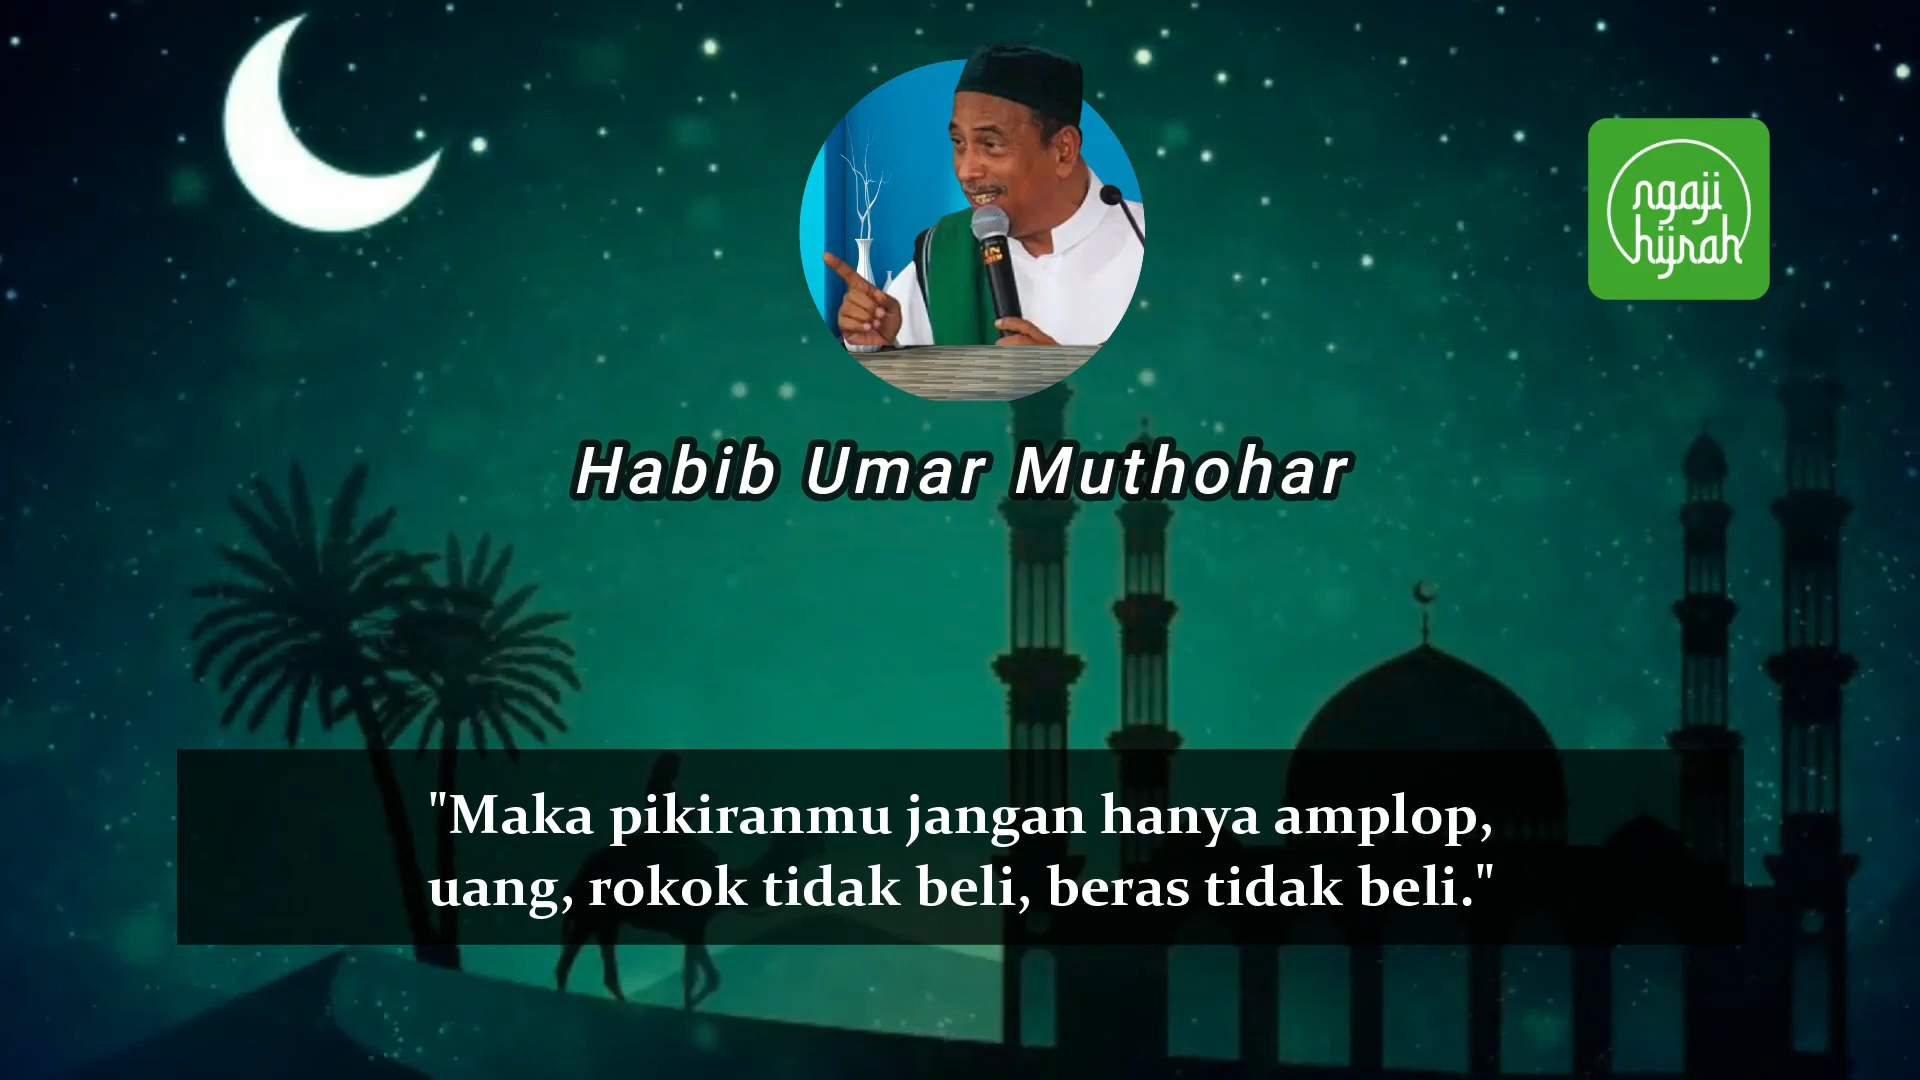 ngaji
hijrah
Habib Umar Muthohar
"Maka pikiranmu jangan hanya amplop,
uang, rokok tidak beli, beras tidak beli."